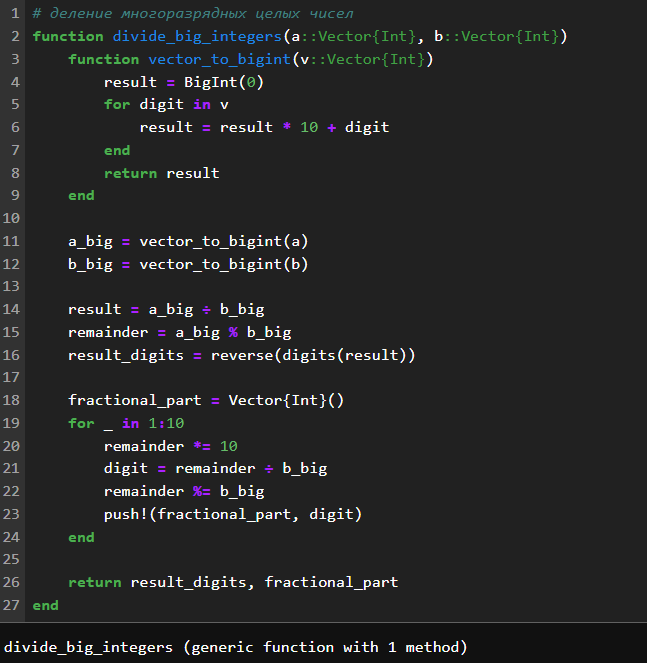 1 # деление многоразрядных целых чисел
2 function divide_big_integers(a::Vector{Int}, b::Vector{Int})
3     function vector_to_bigint(v::Vector{Int})
4         result = BigInt(0)
5         for digit in v
6             result = result * 10 + digit
7         end
8         return result
9     end
10
11     a_big = vector_to_bigint(a)
12     b_big = vector_to_bigint(b)
13
14     result = a_big ÷ b_big
15     remainder = a_big % b_big
16     result_digits = reverse(digits(result))
17
18     fractional_part = Vector{Int}()
19     for _ in 1:10
20         remainder *= 10
21         digit = remainder ÷ b_big
22         remainder %= b_big
23         push!(fractional_part, digit)
24     end
25
26     return result_digits, fractional_part
27 end
divide_big_integers (generic function with 1 method)